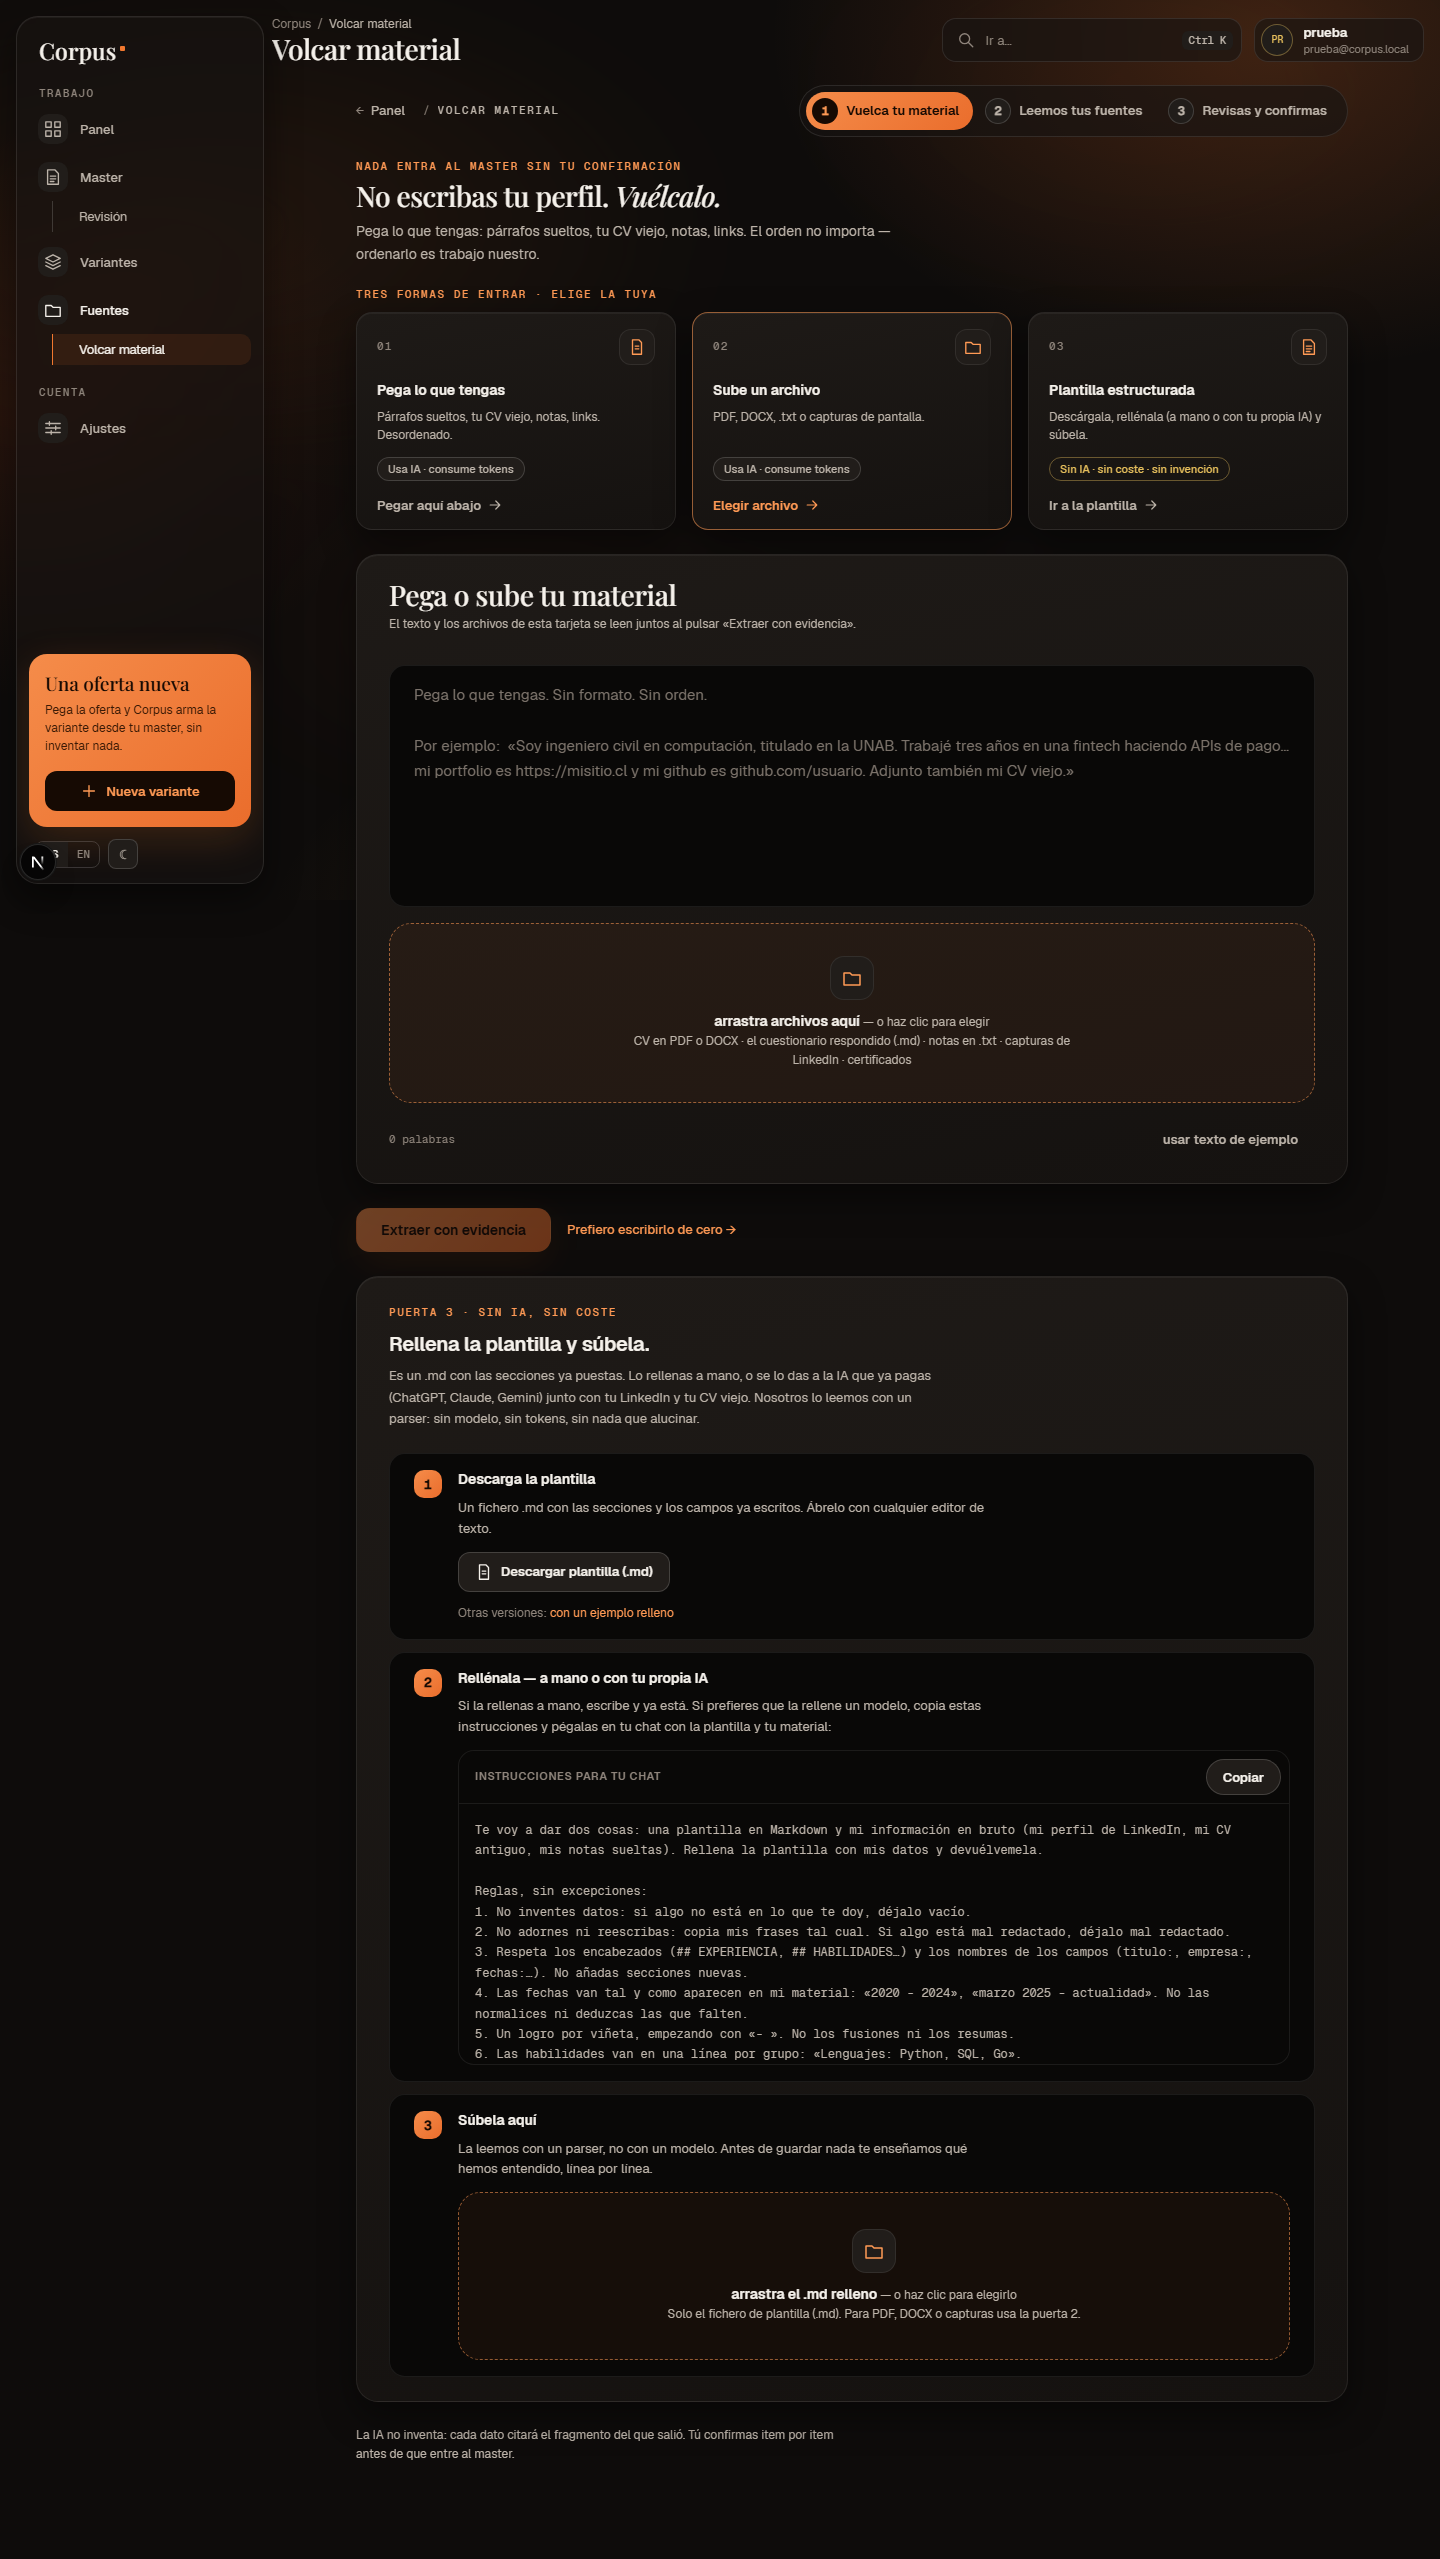 Corpus
TRABAJO
Panel
Master
Revisión
Variantes
Fuentes
Volcar material
CUENTA
Ajustes
Una oferta nueva
Pega la oferta y Corpus arma la
variante desde tu master, sin
inventar nada.
+ Nueva variante
EN
Corpus / Volcar material
Volcar material
Ir a...
Ctrl K
PR
prueba
prueba@corpus.local
← Panel / VOLCAR MATERIAL
1 Vuelca tu material
2 Leemos tus fuentes
3 Revisas y confirmas
NADA ENTRA AL MASTER SIN TU CONFIRMACIÓN
No escribas tu perfil. Vuélcalo.
Pega lo que tengas: párrafos sueltos, tu CV viejo, notas, links. El orden no importa —
ordenarlo es trabajo nuestro.
TRES FORMAS DE ENTRAR · ELIGE LA TUYA
01
Pega lo que tengas
Párrafos sueltos, tu CV viejo, notas, links.
Desordenado.
Usa IA · consume tokens
Pegar aquí abajo →
02
Sube un archivo
PDF, DOCX, .txt o capturas de pantalla.
Usa IA · consume tokens
Elegir archivo →
03
Plantilla estructurada
Descárgala, rellénala (a mano o con tu propia IA) y
súbela.
Sin IA · sin coste · sin invención
Ir a la plantilla →
Pega o sube tu material
El texto y los archivos de esta tarjeta se leen juntos al pulsar «Extraer con evidencia».
Pega lo que tengas. Sin formato. Sin orden.
Por ejemplo: «Soy ingeniero civil en computación, titulado en la UNAB. Trabajé tres años en una fintech haciendo APIs de pago...
mi portfolio es https://misitio.cl y mi github es github.com/usuario. Adjunto también mi CV viejo.»
arrastra archivos aquí — o haz clic para elegir
CV en PDF o DOCX · el cuestionario respondido (.md) · notas en .txt · capturas de
LinkedIn · certificados
0 palabras
usar texto de ejemplo
Extraer con evidencia
Prefiero escribirlo de cero →
PUERTA 3 · SIN IA, SIN COSTE
Rellena la plantilla y súbela.
Es un .md con las secciones ya puestas. Lo rellenas a mano, o se lo das a la IA que ya pagas
(ChatGPT, Claude, Gemini) junto con tu LinkedIn y tu CV viejo. Nosotros lo leemos con un
parser: sin modelo, sin tokens, sin nada que alucinar.
1
Descarga la plantilla
Un fichero .md con las secciones y los campos ya escritos. Ábrelo con cualquier editor de
texto.
Descargar plantilla (.md)
Otras versiones: con un ejemplo relleno
2
Rellénala — a mano o con tu propia IA
Si la rellenas a mano, escribe y ya está. Si prefieres que la rellene un modelo, copia estas
instrucciones y pégalas en tu chat con la plantilla y tu material:
INSTRUCCIONES PARA TU CHAT
Copiar
Te voy a dar dos cosas: una plantilla en Markdown y mi información en bruto (mi perfil de LinkedIn, mi CV
antiguo, mis notas sueltas). Rellena la plantilla con mis datos y devuélvemela.
Reglas, sin excepciones:
1. No inventes datos: si algo no está en lo que te doy, déjalo vacío.
2. No adornes ni reescribas: copia mis frases tal cual. Si algo está mal redactado, déjalo mal redactado.
3. Respeta los encabezados (## EXPERIENCIA, ## HABILIDADES…) y los nombres de los campos (titulo:, empresa:,
fechas:…). No añadas secciones nuevas.
4. Las fechas van tal y como aparecen en mi material: «2020 - 2024», «marzo 2025 - actualidad». No las
normalices ni deduzcas las que falten.
5. Un logro por viñeta, empezando con «- ». No los fusiones ni los resumas.
6. Las habilidades van en una línea por grupo: «Lenguajes: Python, SQL, Go».
3
Súbela aquí
La leemos con un parser, no con un modelo. Antes de guardar nada te enseñamos qué
hemos entendido, línea por línea.
arrastra el .md relleno — o haz clic para elegirlo
Solo el fichero de plantilla (.md). Para PDF, DOCX o capturas usa la puerta 2.
La IA no inventa: cada dato citará el fragmento del que salió. Tú confirmas item por item
antes de que entre al master.